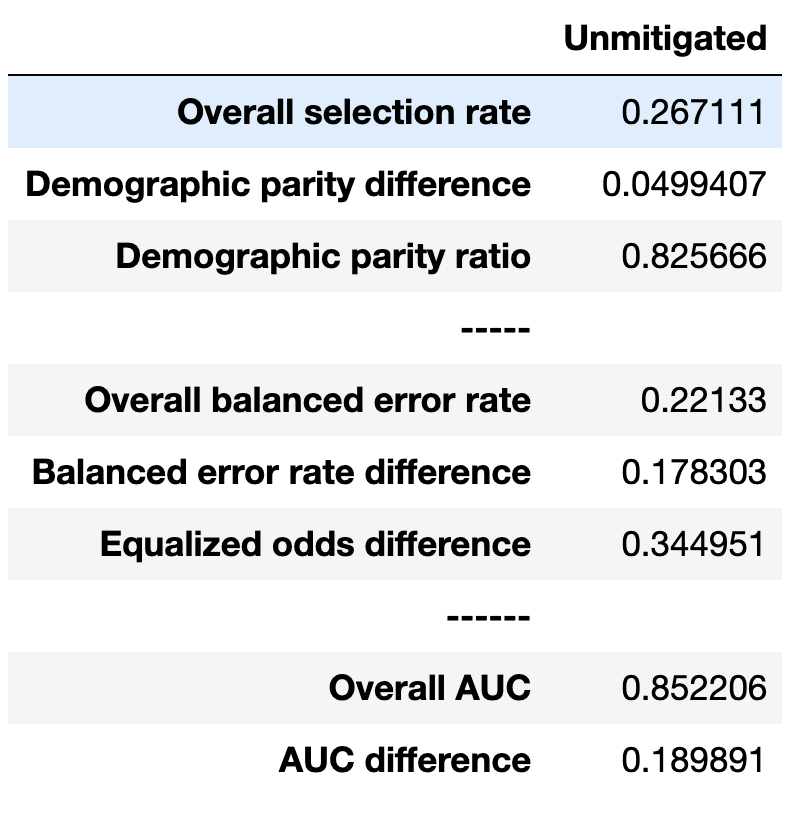 Unmitigated
Overall selection rate 0.267111
Demographic parity difference 0.0499407
Demographic parity ratio 0.825666
-----
Overall balanced error rate 0.22133
Balanced error rate difference 0.178303
Equalized odds difference 0.344951
------
Overall AUC 0.852206
AUC difference 0.189891